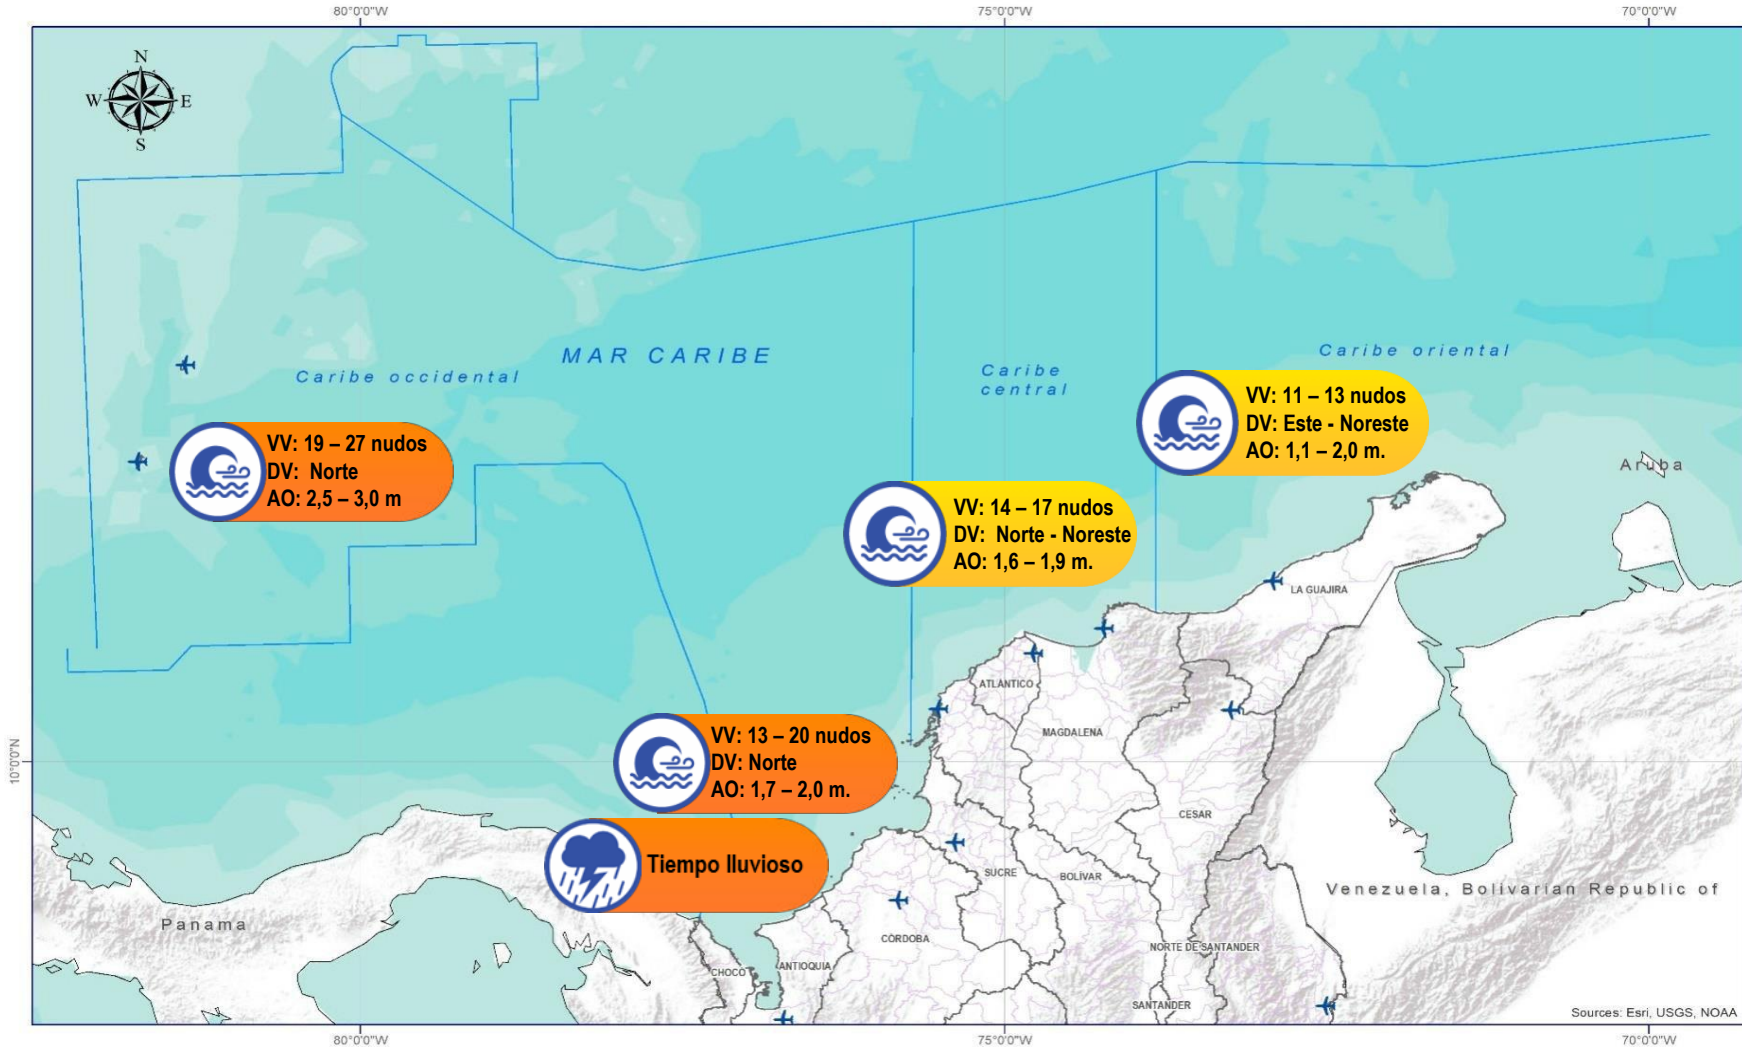 80°0'0"W
75°0'0"W
70°0'0"W
N
W
E
S
MAR CARIBE
Caribe occidental
Caribe
central
Caribe oriental
VV: 11 – 13 nudos
DV: Este - Noreste
AO: 1,1 – 2,0 m.
VV: 19 – 27 nudos
DV: Norte
AO: 2,5 – 3,0 m
Aruba
VV: 14 – 17 nudos
DV: Norte - Noreste
AO: 1,6 – 1,9 m.
LA GUAJIRA
ATLÁNTICO
MAGDALENA
VV: 13 – 20 nudos
DV: Norte
AO: 1,7 – 2,0 m.
10°0'0"N
CESAR
Tiempo lluvioso
SUCRE
BOLÍVAR
Venezuela, Bolivarian Republic of
Panama
CÓRDOBA
NORTE DE SANTANDER
CHOCÓ
ANTIOQUIA
SANTANDER
Sources: Esri, USGS, NOAA
80°0'0"W
75°0'0"W
70°0'0"W